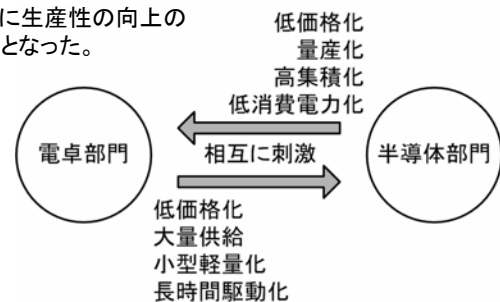 に生産性の向上の
となった。
低価格化
量産化
高集積化
低消費電力化
電卓部門
相互に刺激
半導体部門
低価格化
大量供給
小型軽量化
長時間駆動化